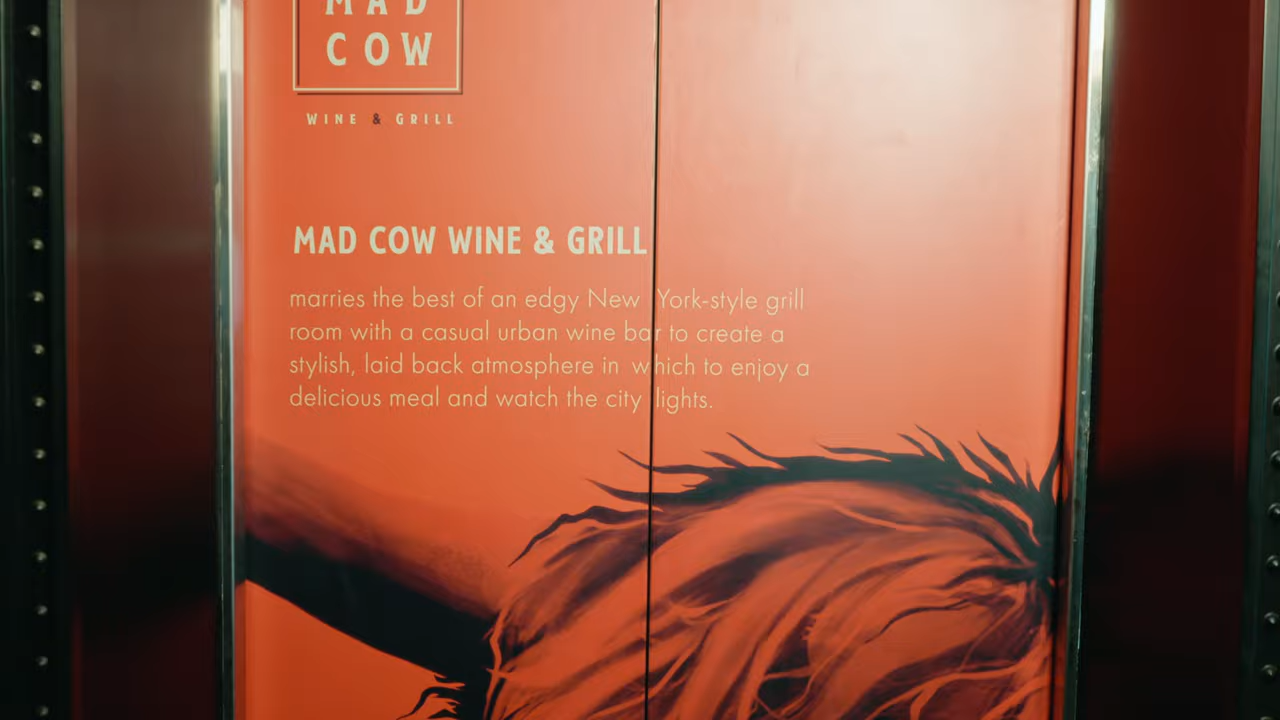 MAD
COW
WINE & GRILL
MAD COW WINE & GRILL
marries the best of an edgy New York-style grill
room with a casual urban wine bar to create a
stylish, laid back atmosphere in which to enjoy a
delicious meal and watch the city lights.